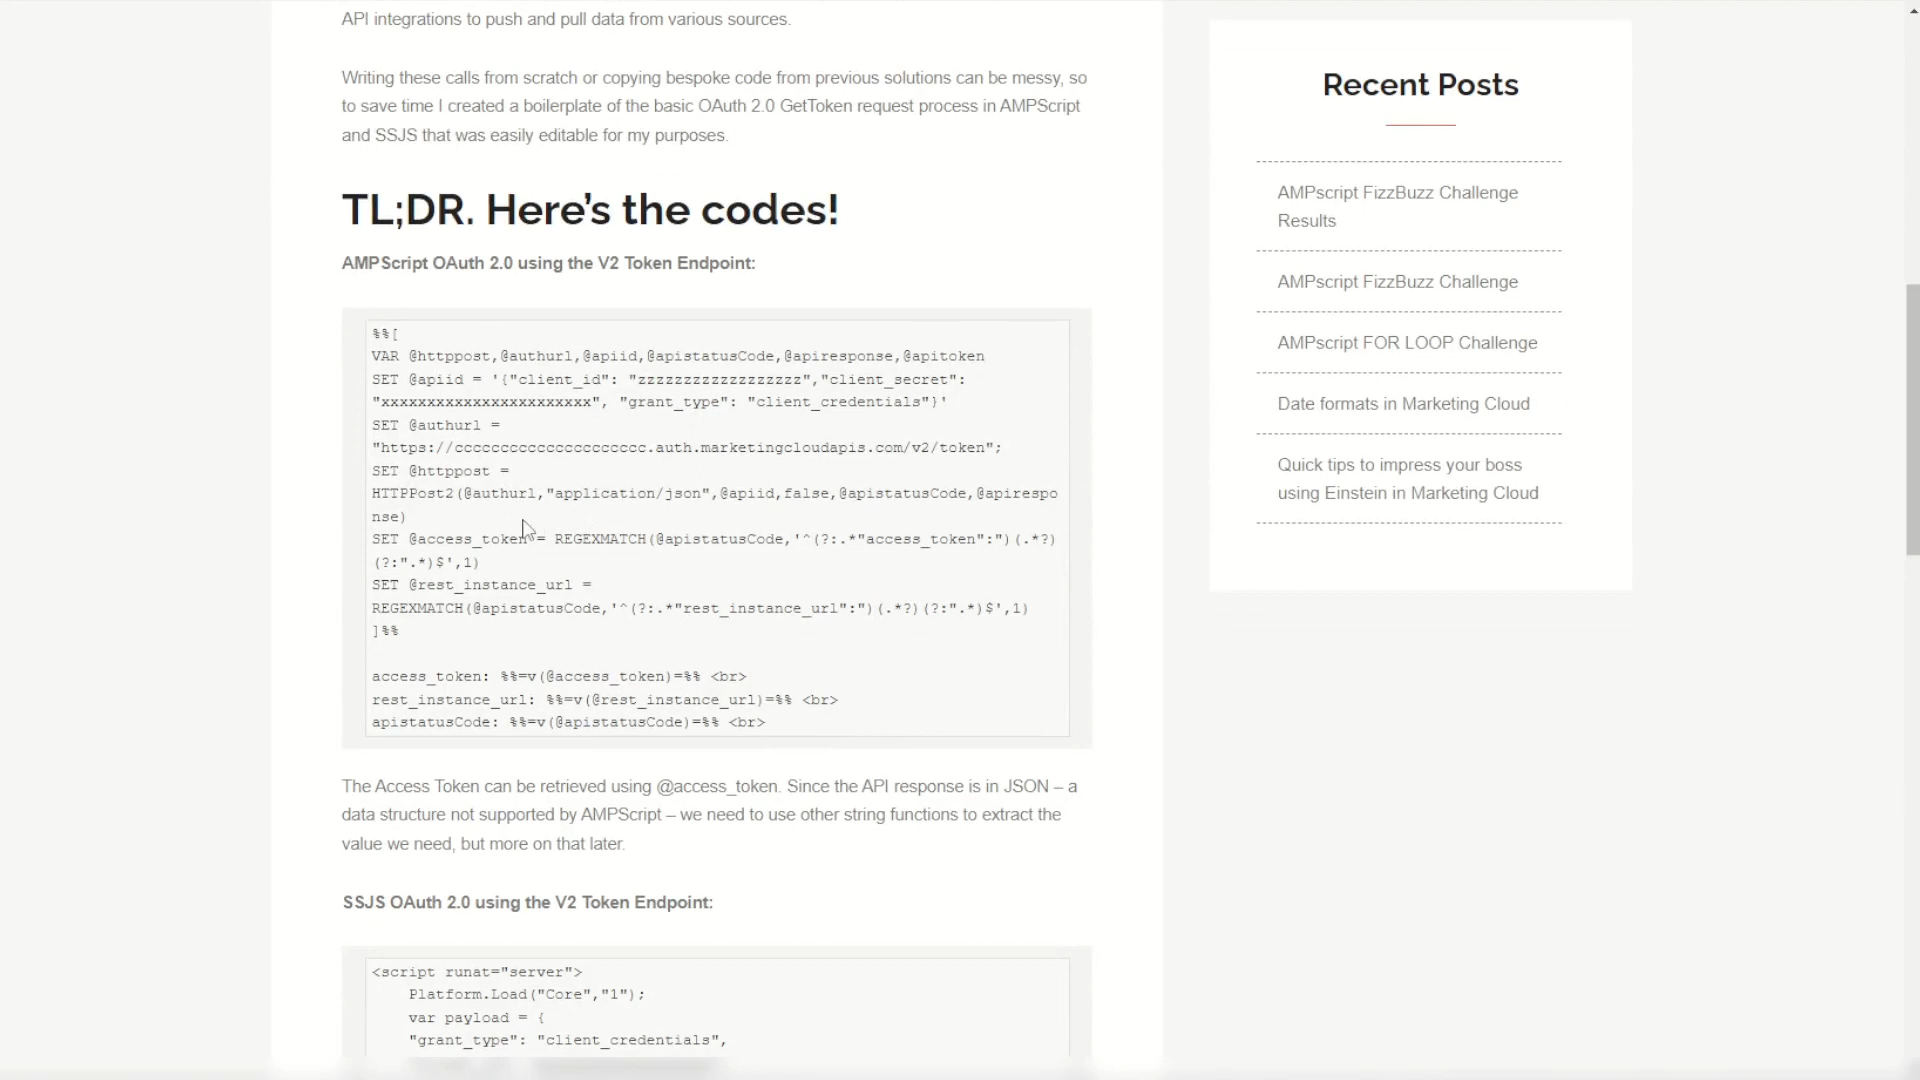 API integrations to push and pull data from various sources.
Writing these calls from scratch or copying bespoke code from previous solutions can be messy, so
to save time I created a boilerplate of the basic OAuth 2.0 GetToken request process in AMPScript
and SSJS that was easily editable for my purposes.
TL;DR. Here’s the codes!
AMPScript OAuth 2.0 using the V2 Token Endpoint:
%%[
VAR @httppost,@authurl,@apiid,@apistatusCode,@apiresponse,@apitoken
SET @apiid = '{"client_id": "zzzzzzzzzzzzzzzzzz","client_secret":
"xxxxxxxxxxxxxxxxxxxxxxx", "grant_type": "client_credentials"}'
SET @authurl =
"https://ccccccccccccccccccccc.auth.marketingcloudapis.com/v2/token";
SET @httppost =
HTTPPost2(@authurl,"application/json",@apiid,false,@apistatusCode,@apirespo
nse)
SET @access_token = REGEXMATCH(@apistatusCode,'^(?:.*"access_token":")(.*?)
(?:".*)$',1)
SET @rest_instance_url =
REGEXMATCH(@apistatusCode,'^(?:.*"rest_instance_url":")(.*?)(?:".*)$',1)
]%%
access_token: %%=v(@access_token)=%% <br>
rest_instance_url: %%=v(@rest_instance_url)=%% <br>
apistatusCode: %%=v(@apistatusCode)=%% <br>
The Access Token can be retrieved using @access_token. Since the API response is in JSON – a
data structure not supported by AMPScript – we need to use other string functions to extract the
value we need, but more on that later.
SSJS OAuth 2.0 using the V2 Token Endpoint:
<script runat="server">
Platform.Load("Core","1");
var payload = {
"grant_type": "client_credentials",
Recent Posts
AMPscript FizzBuzz Challenge
Results
AMPscript FizzBuzz Challenge
AMPscript FOR LOOP Challenge
Date formats in Marketing Cloud
Quick tips to impress your boss
using Einstein in Marketing Cloud